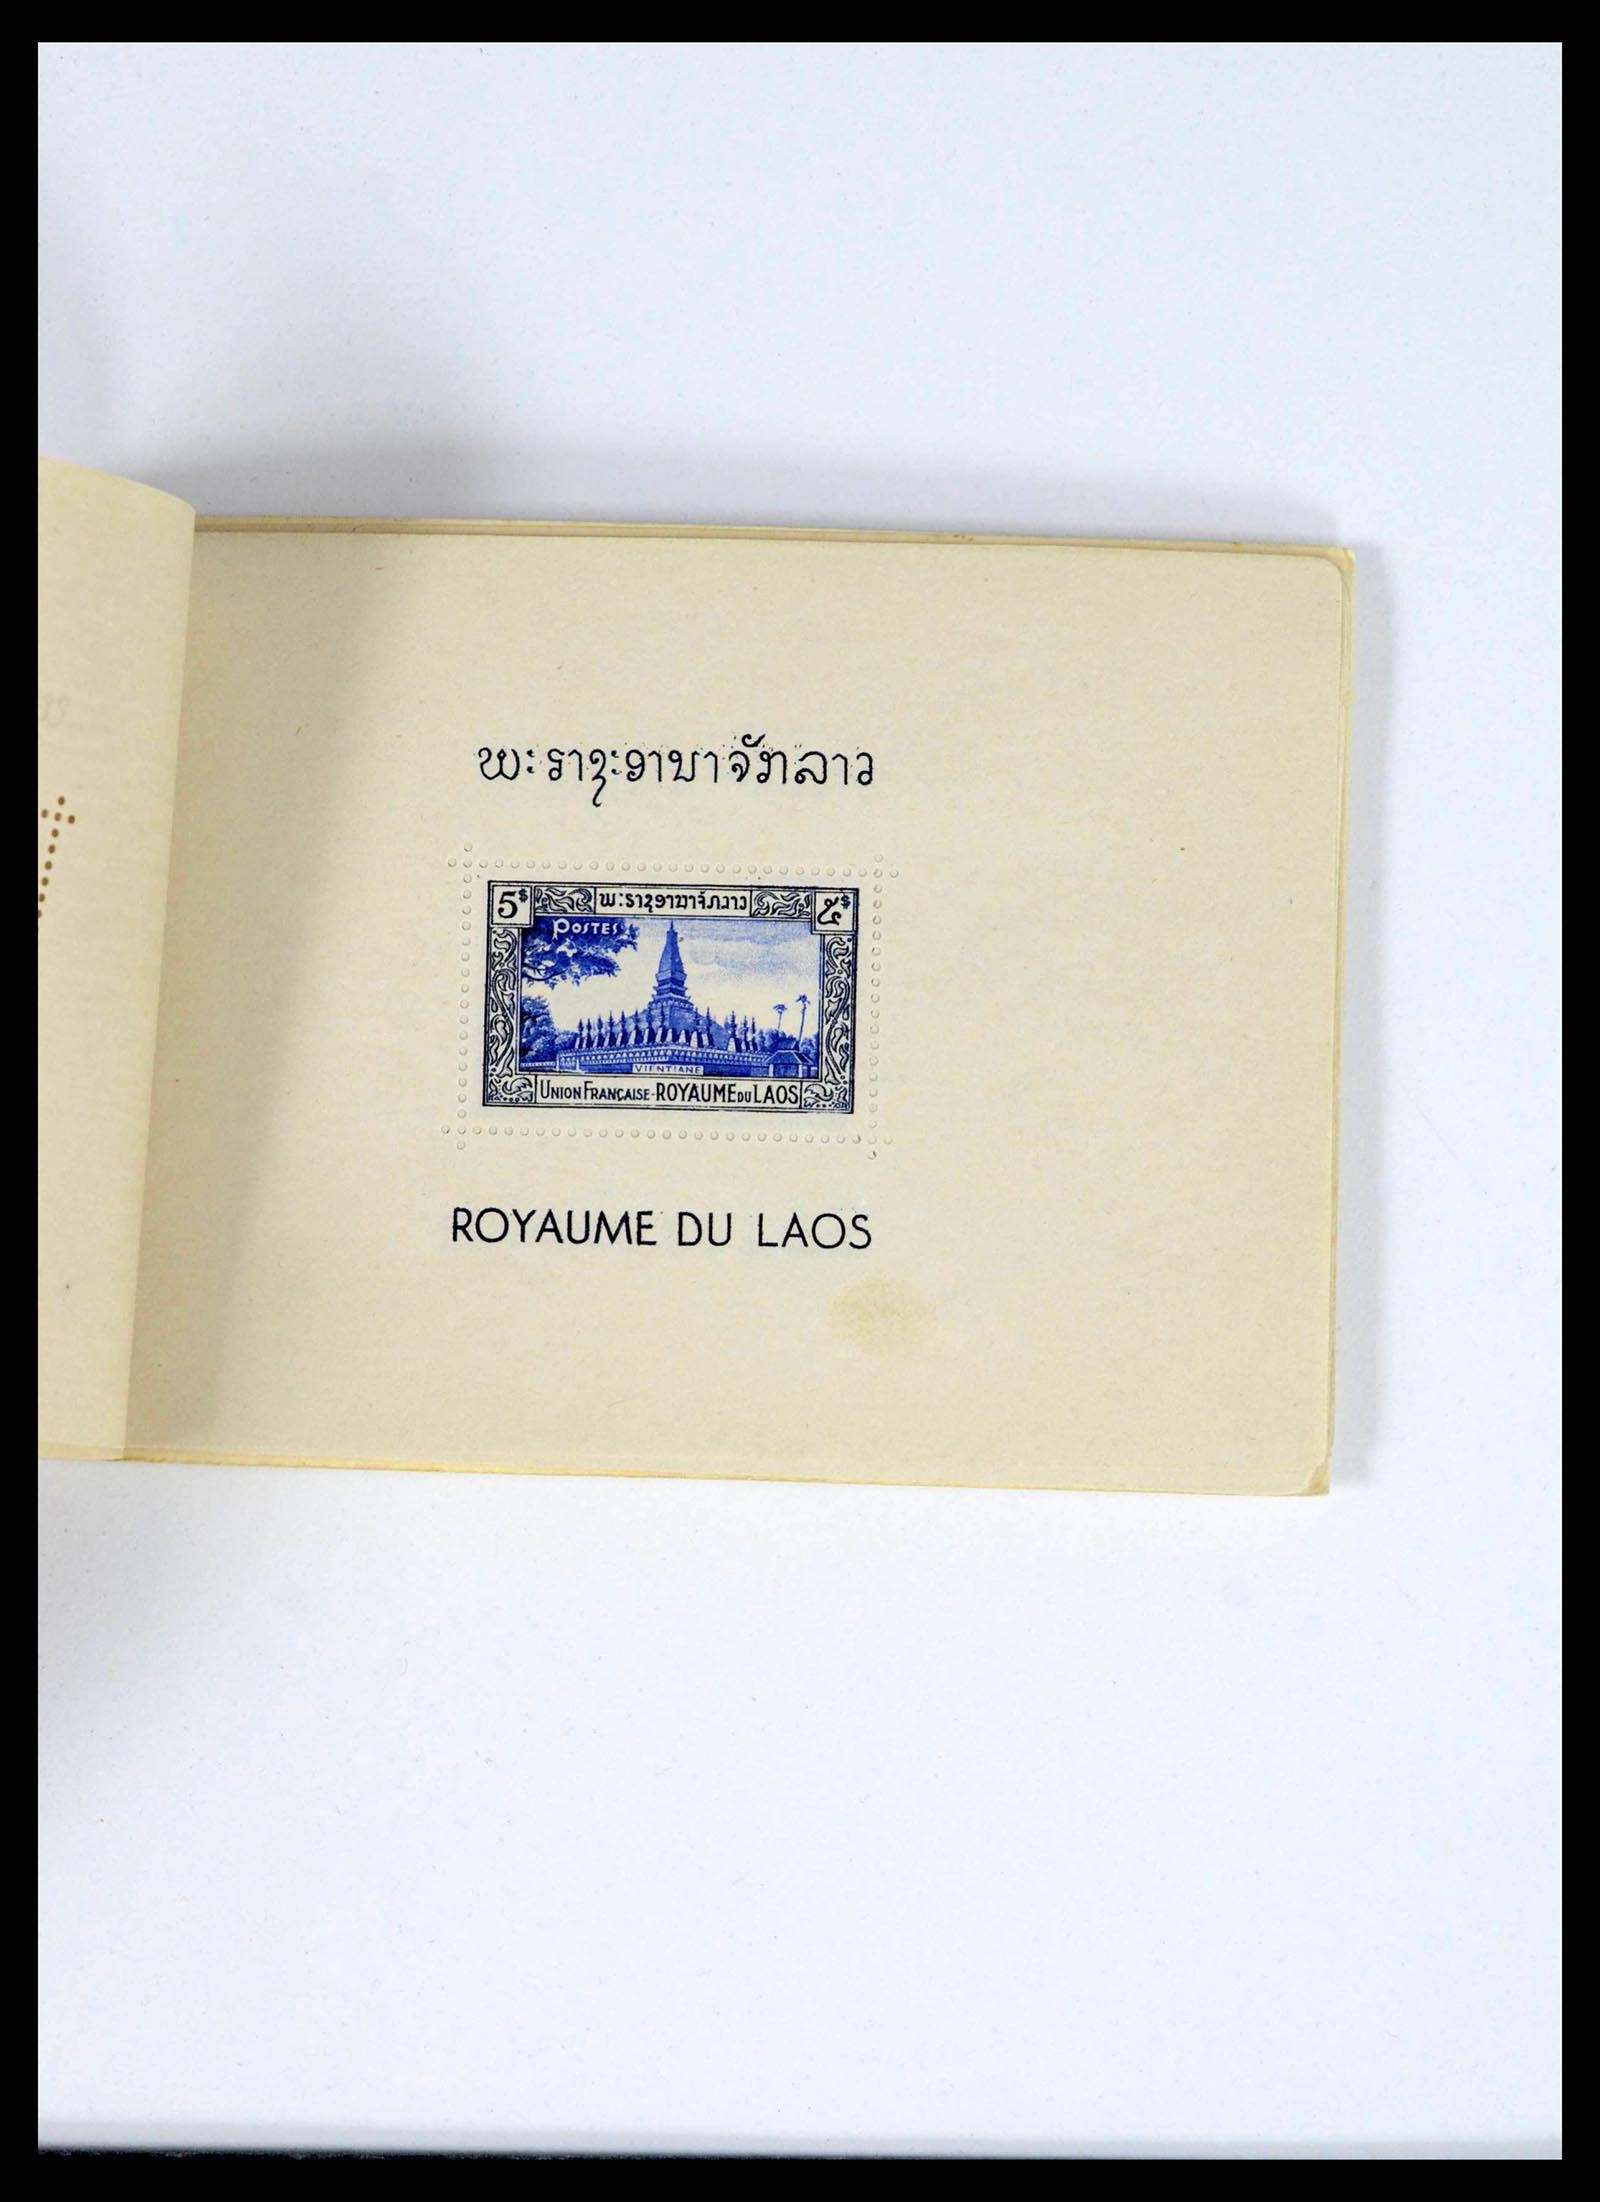 ພະຣາຊະອານາຈັກລາວ
5$ ພະຣາຊອານາຈັກລາວ ໕$
POSTES
VIENTIANE
UNION FRANÇAISE-ROYAUME DU LAOS
ROYAUME DU LAOS